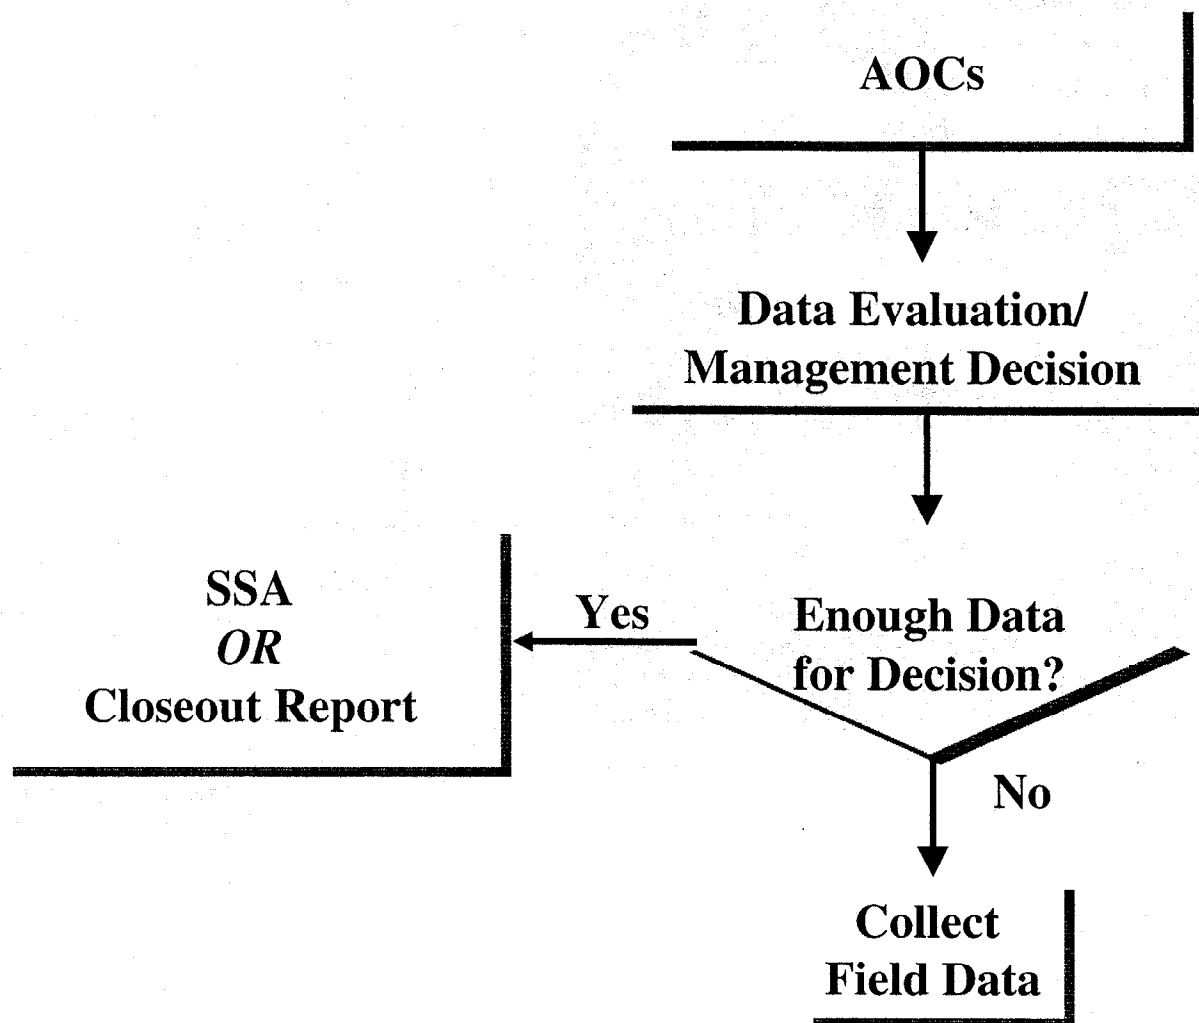 AOCs
Data Evaluation/
Management Decision
Enough Data
for Decision?
Yes
SSA
OR
Closeout Report
No
Collect
Field Data